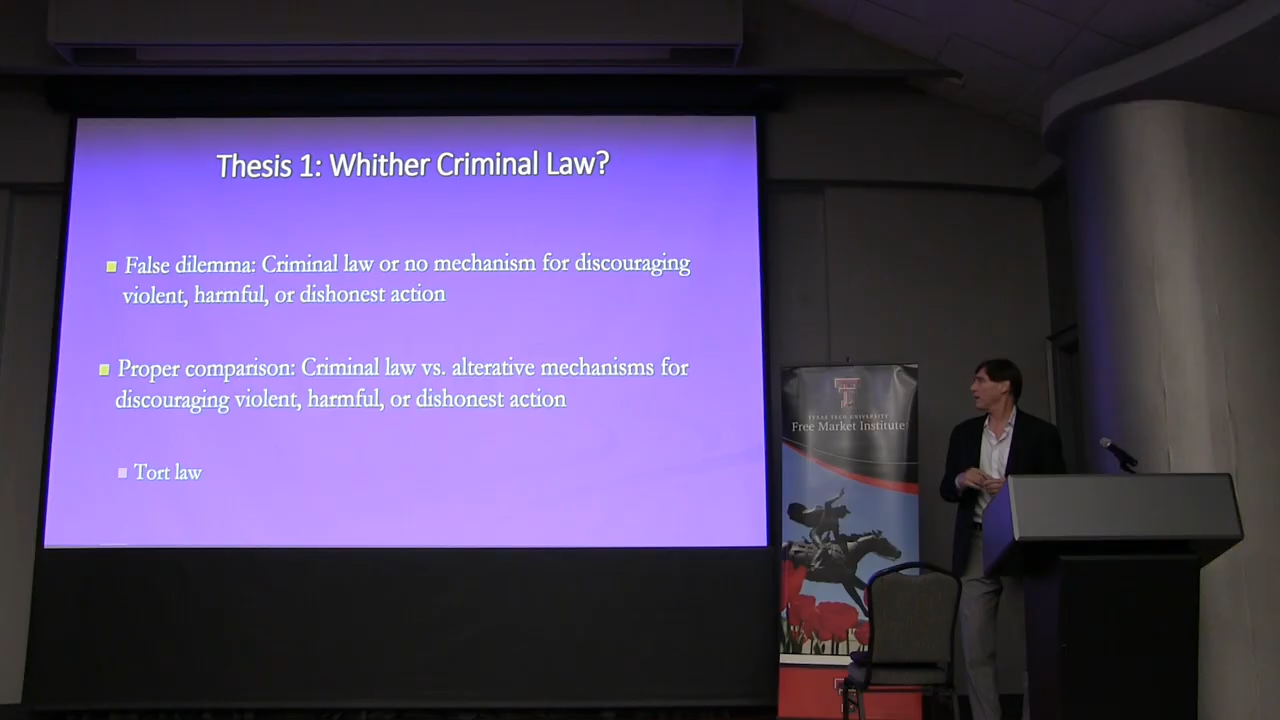 Thesis 1: Whither Criminal Law?
False dilemma: Criminal law or no mechanism for discouraging
violent, harmful, or dishonest action
Proper comparison: Criminal law vs. alterative mechanisms for
discouraging violent, harmful, or dishonest action
Tort law
TEXAS TECH UNIVERSITY
Free Market Institute